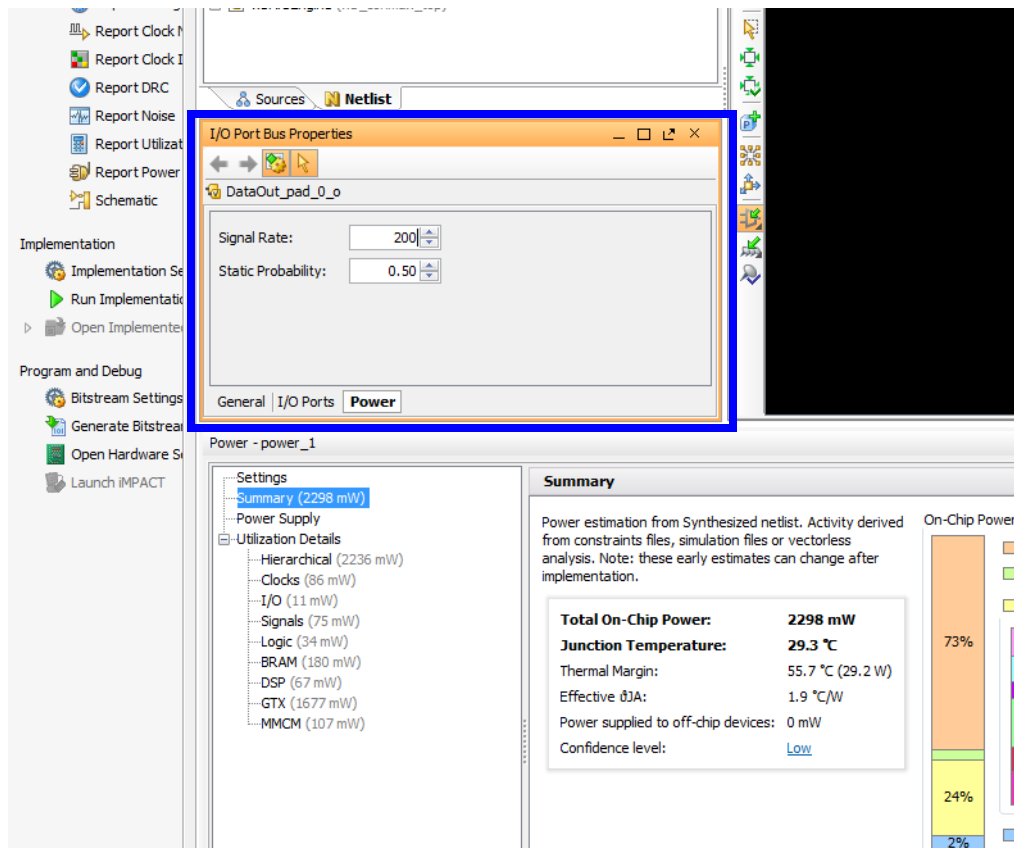 Report Clock
Report Clock I
Report DRC
Report Noise
Report Utilizat
Report Power
Schematic
Implementation
Implementation Se
Run Implementatio
Open Implemente
Program and Debug
Bitstream Settings
Generate Bitstrea
Open Hardware S
Launch iMPACT
Sources
Netlist
I/O Port Bus Properties
DataOut_pad_0_o
Signal Rate: 200
Static Probability: 0.50
General I/O Ports Power
Power - power_1
Settings
Summary (2298 mW)
Power Supply
Utilization Details
Hierarchical (2236 mW)
Clocks (86 mW)
I/O (11 mW)
Signals (75 mW)
Logic (34 mW)
BRAM (180 mW)
DSP (67 mW)
GTX (1677 mW)
MMCM (107 mW)
Summary
Power estimation from Synthesized netlist. Activity derived
from constraints files, simulation files or vectorless
analysis. Note: these early estimates can change after
implementation.
Total On-Chip Power: 2298 mW
Junction Temperature: 29.3 °C
Thermal Margin: 55.7 °C (29.2 W)
Effective ϑJA: 1.9 °C/W
Power supplied to off-chip devices: 0 mW
Confidence level: Low
On-Chip Power
73%
24%
2%